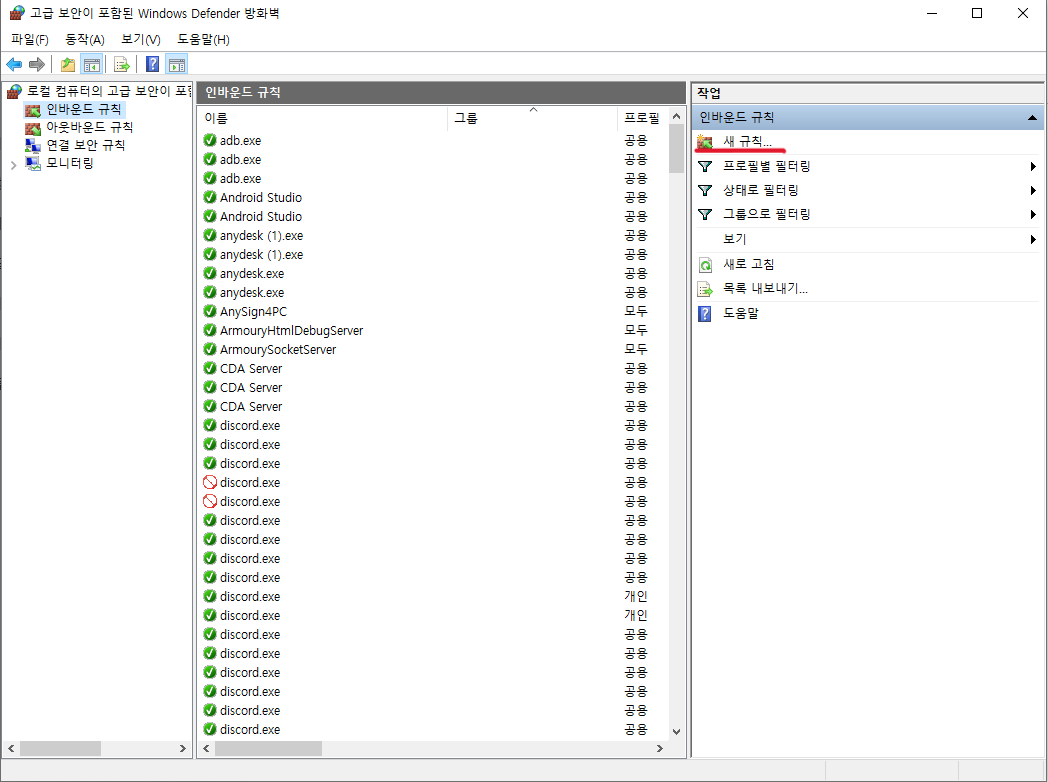 고급 보안이 포함된 Windows Defender 방화벽
파일(F) 동작(A) 보기(V) 도움말(H)
로컬 컴퓨터의 고급 보안이 포함
인바운드 규칙
아웃바운드 규칙
연결 보안 규칙
모니터링
인바운드 규칙
이름 그룹 프로필
adb.exe 공용
adb.exe 공용
adb.exe 공용
Android Studio 공용
Android Studio 공용
anydesk (1).exe 공용
anydesk (1).exe 공용
anydesk.exe 공용
anydesk.exe 공용
AnySign4PC 모두
ArmouryHtmlDebugServer 모두
ArmourySocketServer 모두
CDA Server 공용
CDA Server 공용
CDA Server 공용
discord.exe 공용
discord.exe 공용
discord.exe 공용
discord.exe 공용
discord.exe 공용
discord.exe 공용
discord.exe 공용
discord.exe 공용
discord.exe 공용
discord.exe 개인
discord.exe 개인
discord.exe 공용
discord.exe 공용
discord.exe 공용
discord.exe 공용
discord.exe 공용
discord.exe 공용
작업
인바운드 규칙
새 규칙...
프로필별 필터링
상태로 필터링
그룹으로 필터링
보기
새로 고침
목록 내보내기...
도움말